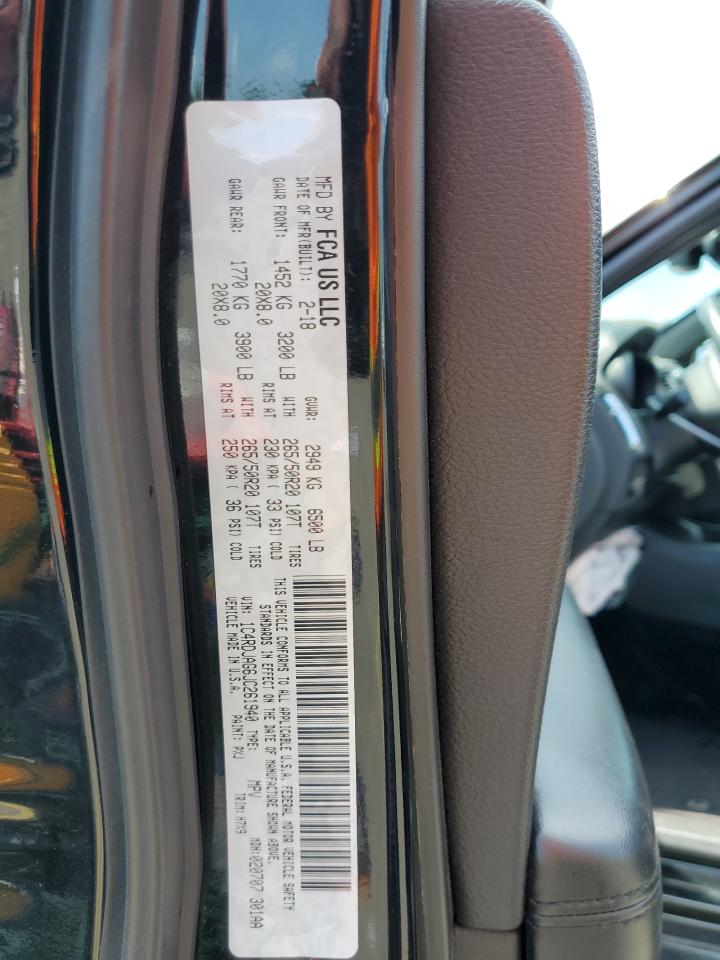 MFD BY FCA US LLC
DATE OF MFR(BUILT): 2-18 GVWR: 2949 KG 6500 LB
GAWR FRONT: 1452 KG 3200 LB WITH 265/50R20 107T TIRES
20X8.0 RIMS AT 230 KPA ( 33 PSI) COLD
GAWR REAR: 1770 KG 3900 LB WITH 265/50R20 107T TIRES
20X8.0 RIMS AT 250 KPA ( 36 PSI) COLD
THIS VEHICLE CONFORMS TO ALL APPLICABLE U.S.A. FEDERAL MOTOR VEHICLE SAFETY
STANDARDS IN EFFECT ON THE DATE OF MANUFACTURE SHOWN ABOVE.
VIN: 1C4RDJAG6JC261940 TYPE: MPV MDH:020707 301AA
VEHICLE MADE IN U.S.A. PAINT: PXJ TRIM: H7X9